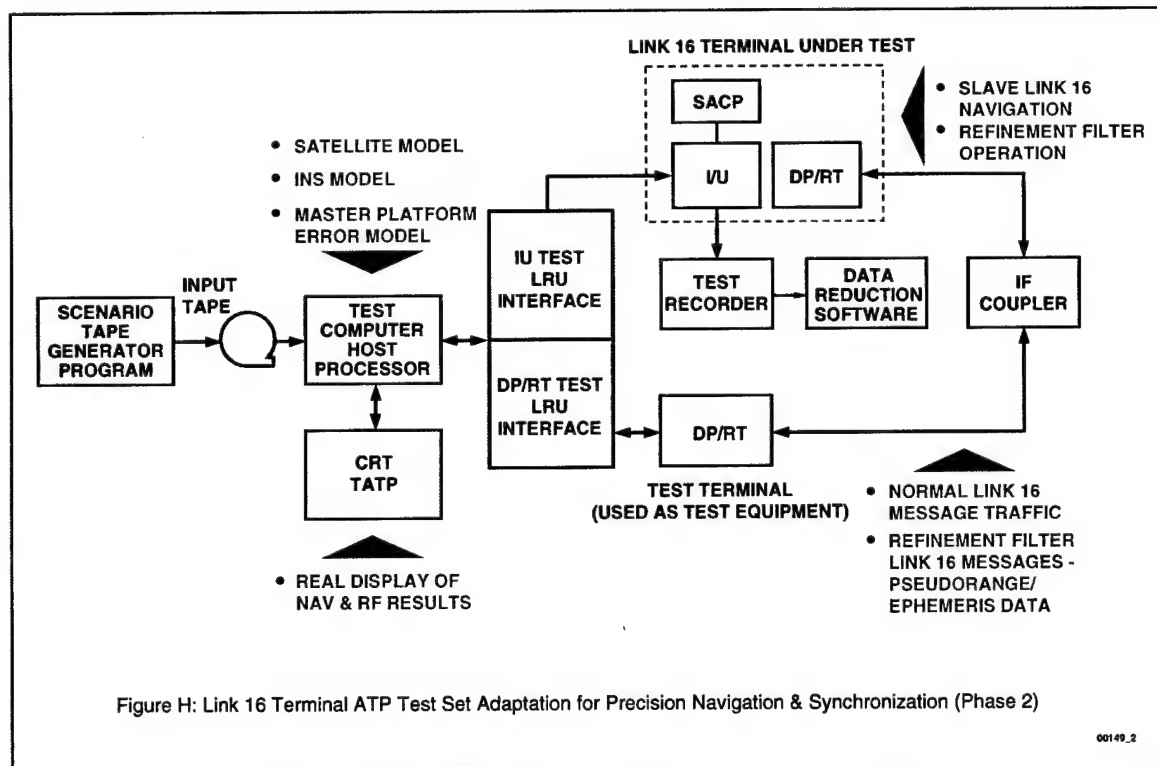 LINK 16 TERMINAL UNDER TEST
SACP
I/U
DP/RT
• SLAVE LINK 16
NAVIGATION
• REFINEMENT FILTER
OPERATION
• SATELLITE MODEL
• INS MODEL
• MASTER PLATFORM
ERROR MODEL
INPUT
TAPE
SCENARIO
TAPE
GENERATOR
PROGRAM
TEST
COMPUTER
HOST
PROCESSOR
IU TEST
LRU
INTERFACE
DP/RT TEST
LRU
INTERFACE
TEST
RECORDER
DATA
REDUCTION
SOFTWARE
IF
COUPLER
CRT
TATP
DP/RT
TEST TERMINAL
(USED AS TEST EQUIPMENT)
• REAL DISPLAY OF
NAV & RF RESULTS
• NORMAL LINK 16
MESSAGE TRAFFIC
• REFINEMENT FILTER
LINK 16 MESSAGES -
PSEUDORANGE/
EPHEMERIS DATA
Figure H: Link 16 Terminal ATP Test Set Adaptation for Precision Navigation & Synchronization (Phase 2)
00149_2